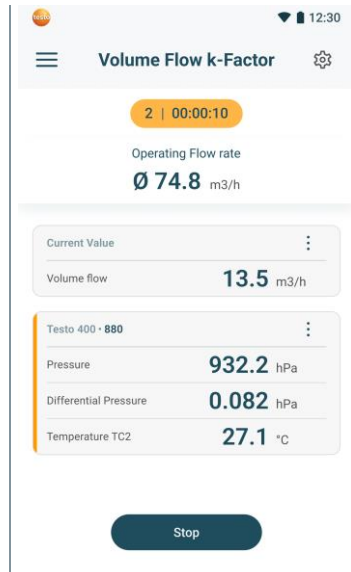 testo
12:30
Volume Flow k-Factor
2 | 00:00:10
Operating Flow rate
Ø 74.8 m3/h
Current Value
Volume flow 13.5 m3/h
Testo 400 • 880
Pressure 932.2 hPa
Differential Pressure 0.082 hPa
Temperature TC2 27.1 °C
Stop